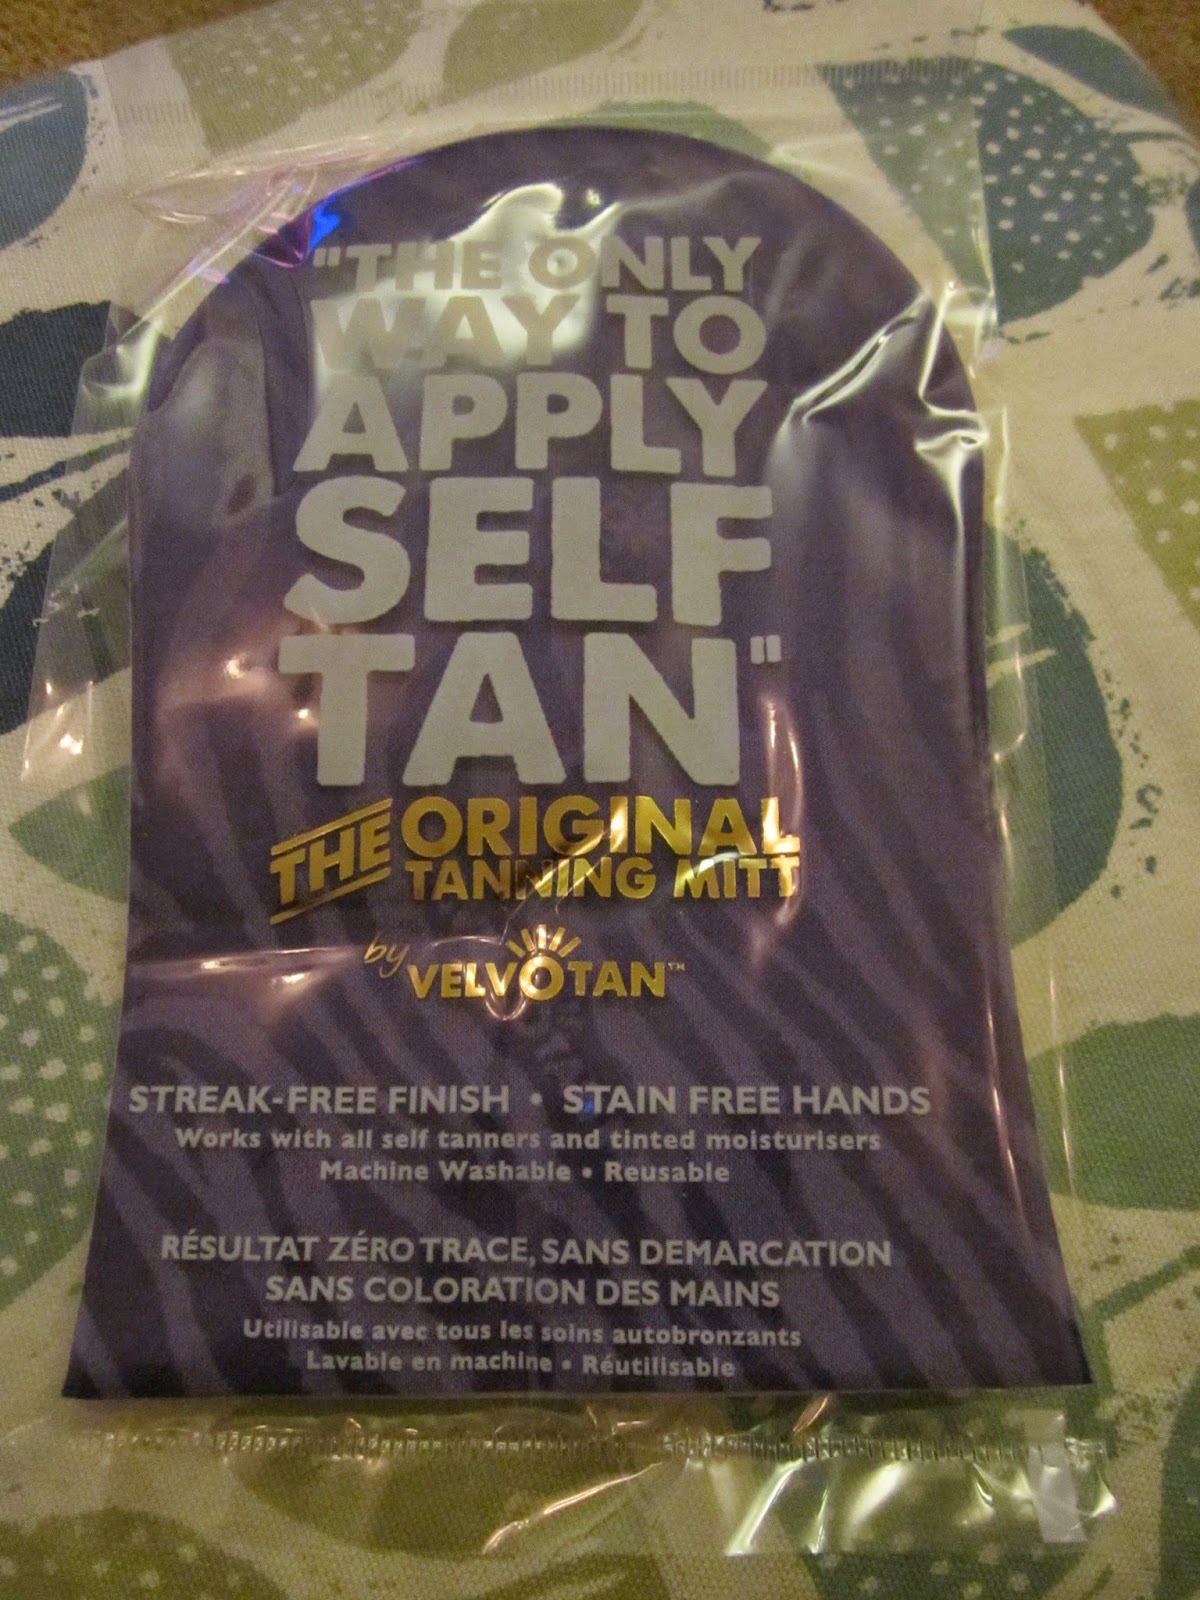 "THE ONLY
WAY TO
APPLY
SELF
TAN"
THE ORIGINAL
TANNING MITT
by VELVOTAN™
STREAK-FREE FINISH • STAIN FREE HANDS
Works with all self tanners and tinted moisturisers
Machine Washable • Reusable
RÉSULTAT ZÉRO TRACE, SANS DEMARCATION
SANS COLORATION DES MAINS
Utilisable avec tous les soins autobronzants
Lavable en machine • Réutilisable